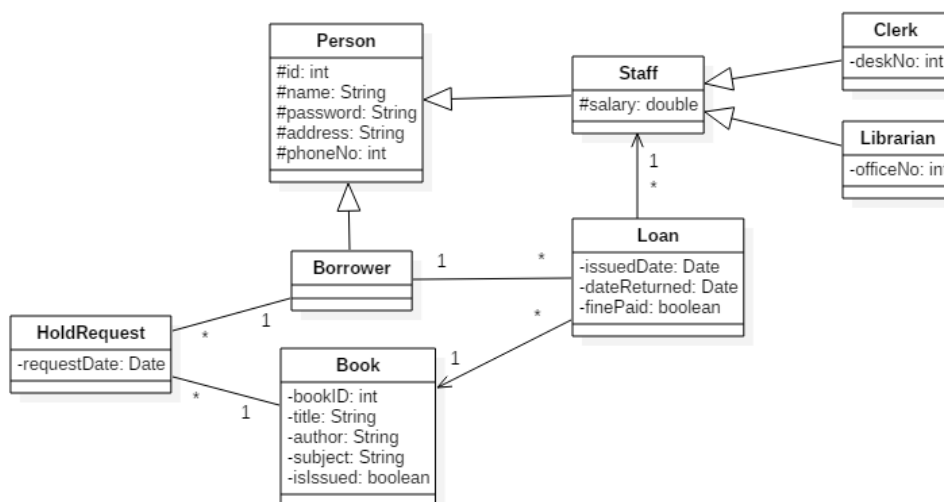 Person
#id: int
#name: String
#password: String
#address: String
#phoneNo: int
Staff
#salary: double
Clerk
-deskNo: int
Librarian
-officeNo: int
1
*
Loan
-issuedDate: Date
-dateReturned: Date
-finePaid: boolean
Borrower
1
*
HoldRequest
-requestDate: Date
*
1
*
1
Book
-bookID: int
-title: String
-author: String
-subject: String
-isIssued: boolean
*
1